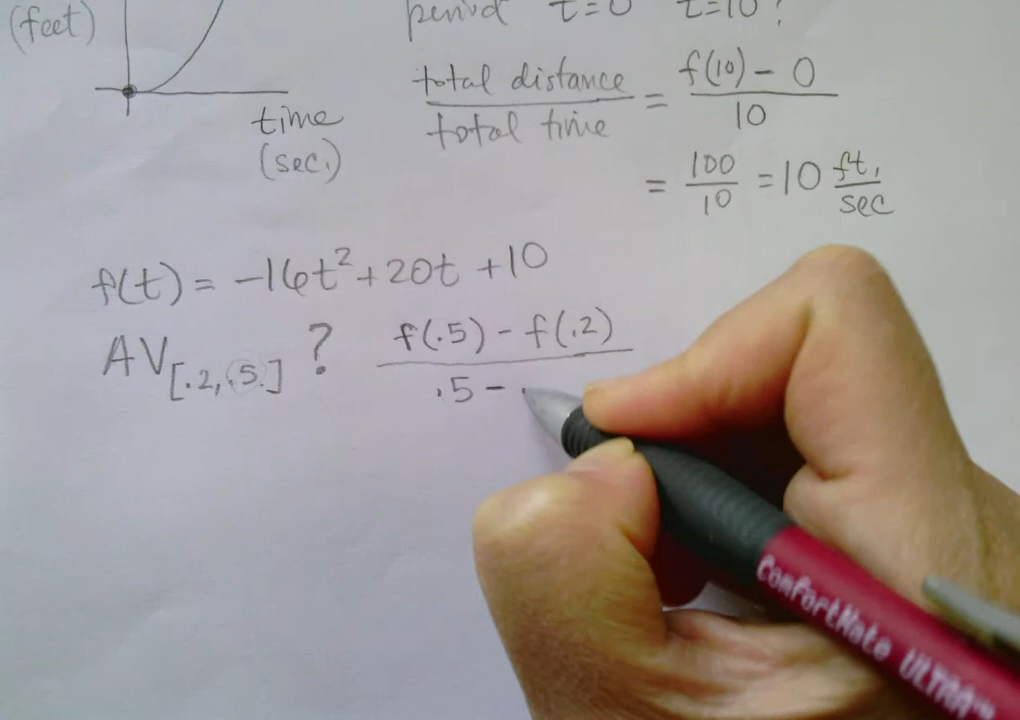 (feet)
period t=0 t=10?
time
(sec.)
total distance / total time = f(10) - 0 / 10
= 100/10 = 10 ft./sec
f(t) = -16t² + 20t + 10
AV[.2, .5] ? f(.5) - f(.2) / .5 - .
ComfortMate ULTRA™